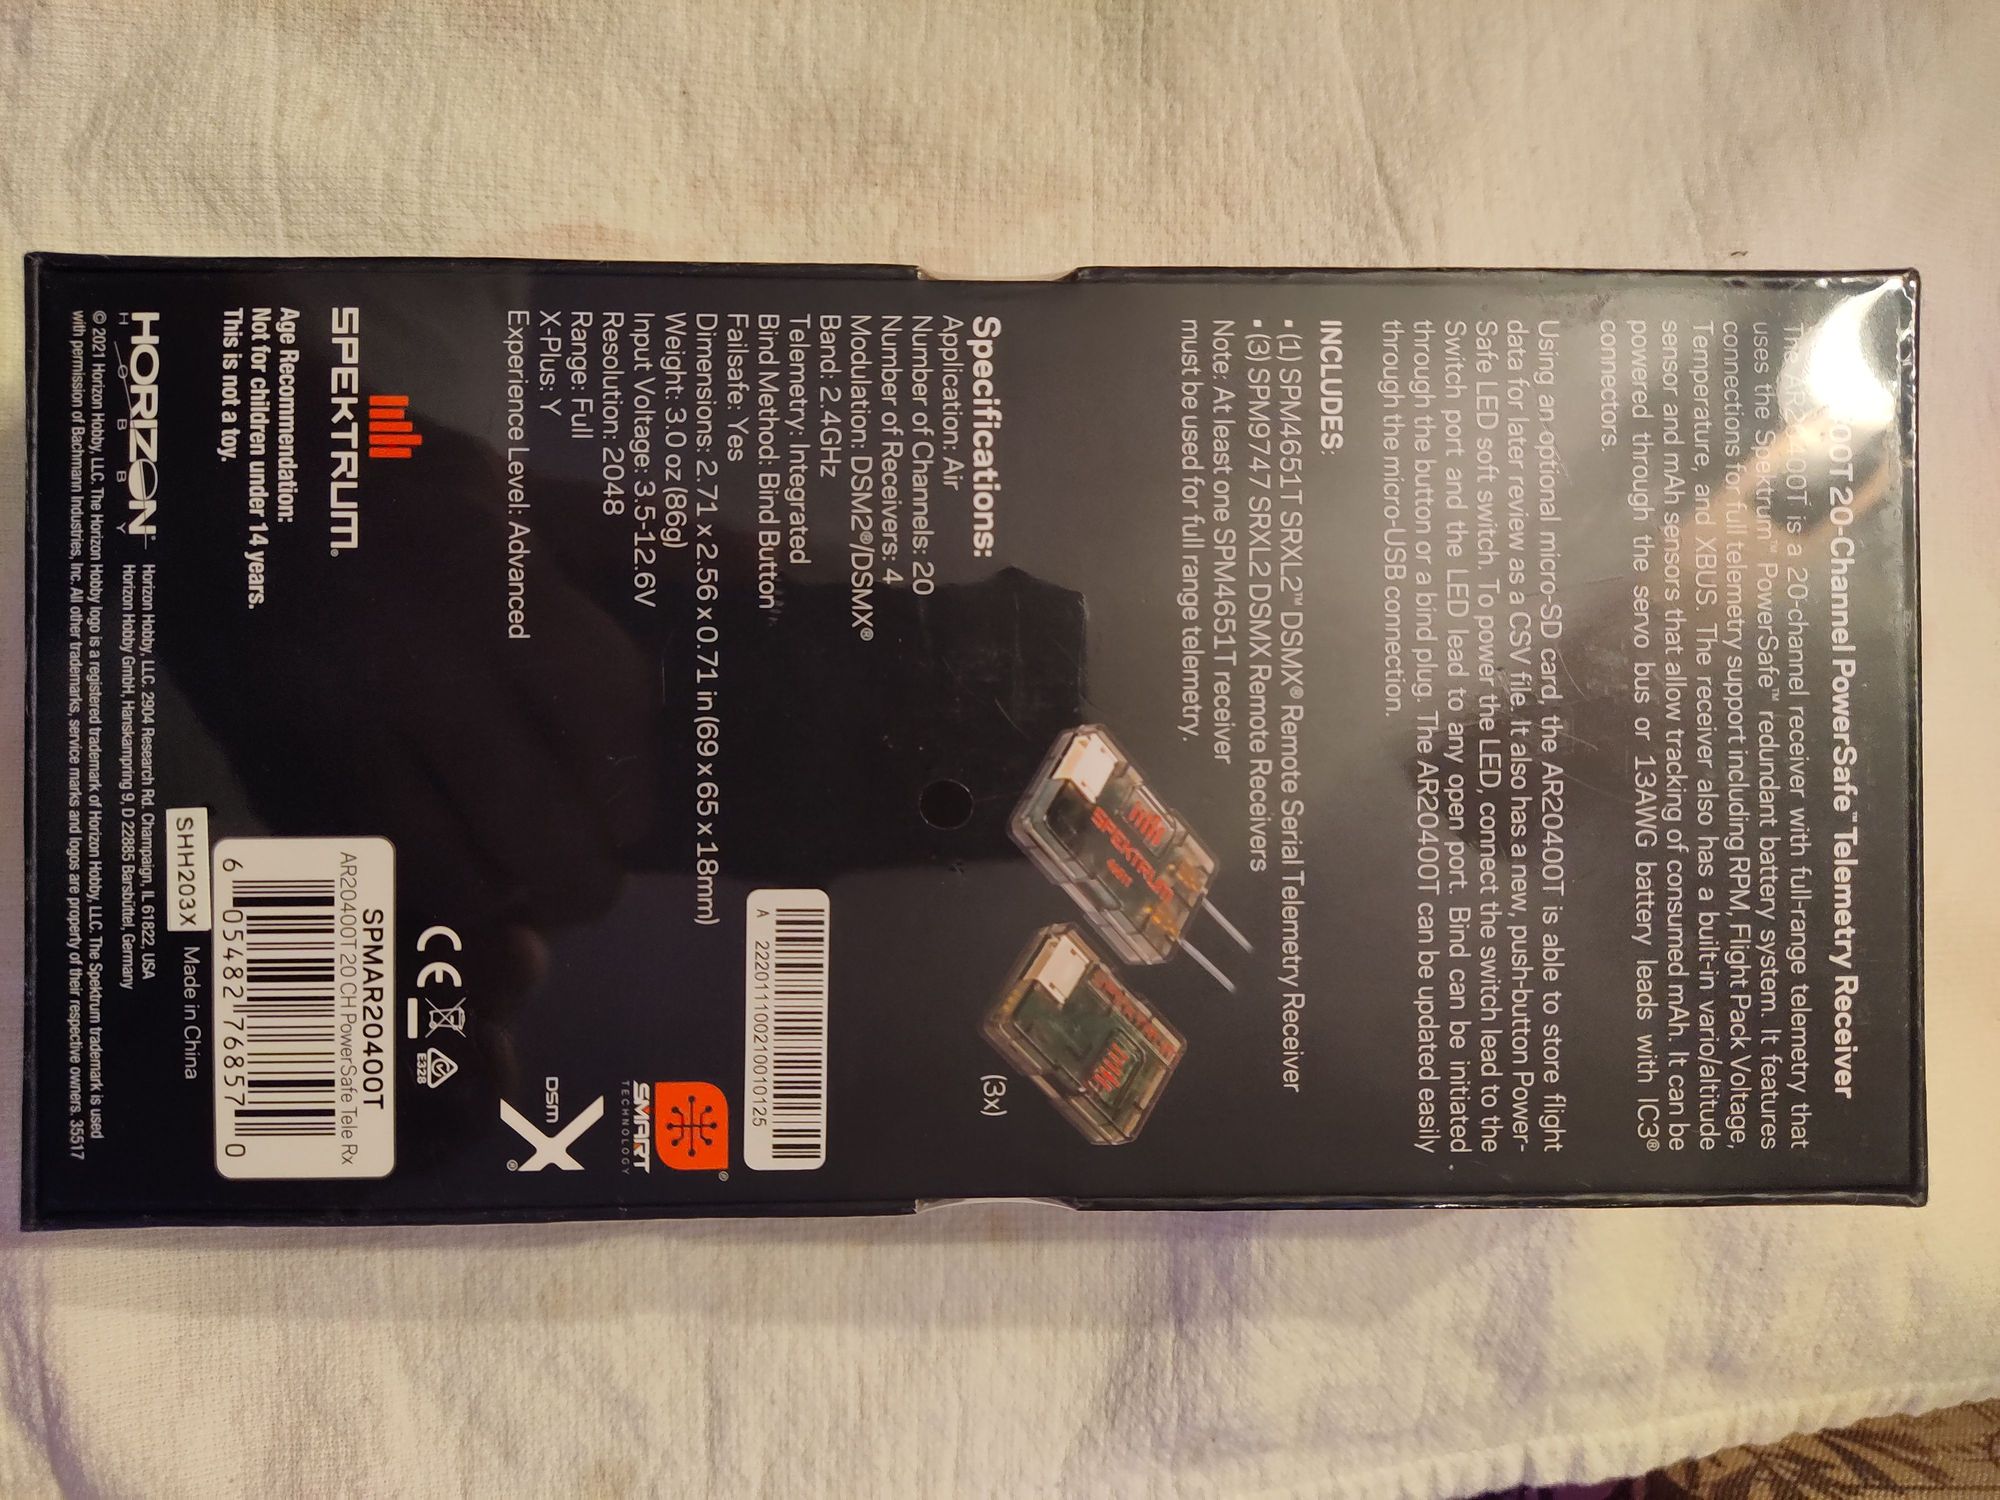 00T 20-Channel PowerSafe™ Telemetry Receiver
The AR20400T is a 20-channel receiver with full-range telemetry that
uses the Spektrum™ PowerSafe™ redundant battery system. It features
connections for full telemetry support including RPM, Flight Pack Voltage,
Temperature, and XBUS. The receiver also has a built-in vario/altitude
sensor and mAh sensors that allow tracking of consumed mAh. It can be
powered through the servo bus or 13AWG battery leads with IC3®
connectors.
Using an optional micro-SD card, the AR20400T is able to store flight
data for later review as a CSV file. It also has a new, push-button Power-
Safe LED soft switch. To power the LED, connect the switch lead to the
Switch port and the LED lead to any open port. Bind can be initiated
through the button or a bind plug. The AR20400T can be updated easily
through the micro-USB connection.
INCLUDES:
• (1) SPM4651T SRXL2™ DSMX® Remote Serial Telemetry Receiver
• (3) SPM9747 SRXL2 DSMX Remote Receivers
Note: At least one SPM4651T receiver
must be used for full range telemetry.
SPEKTRUM
4651
SPEKTRUM
(3x)
Specifications:
Application: Air
Number of Channels: 20
Number of Receivers: 4
Modulation: DSM2®/DSMX®
Band: 2.4GHz
Telemetry: Integrated
Bind Method: Bind Button
Failsafe: Yes
Dimensions: 2.71 x 2.56 x 0.71 in (69 x 65 x 18mm)
Weight: 3.0 oz (86g)
Input Voltage: 3.5-12.6V
Resolution: 2048
Range: Full
X-Plus: Y
Experience Level: Advanced
A 2220111100210010125
SMART®
TECHNOLOGY
DSM X®
SPEKTRUM®
CE
E328
Age Recommendation:
Not for children under 14 years.
This is not a toy.
SPMAR20400T
AR20400T 20 CH PowerSafe Tele Rx
6 05482 76857 0
SHH203X
Made in China
HORIZON
HOBBY
Horizon Hobby, LLC. 2904 Research Rd. Champaign, IL 61822, USA
Horizon Hobby GmbH, Hanskampring 9, D 22885 Barsbüttel, Germany
© 2021 Horizon Hobby, LLC. The Horizon Hobby logo is a registered trademark of Horizon Hobby, LLC. The Spektrum trademark is used
with permission of Bachmann Industries, Inc. All other trademarks, service marks and logos are property of their respective owners. 35517